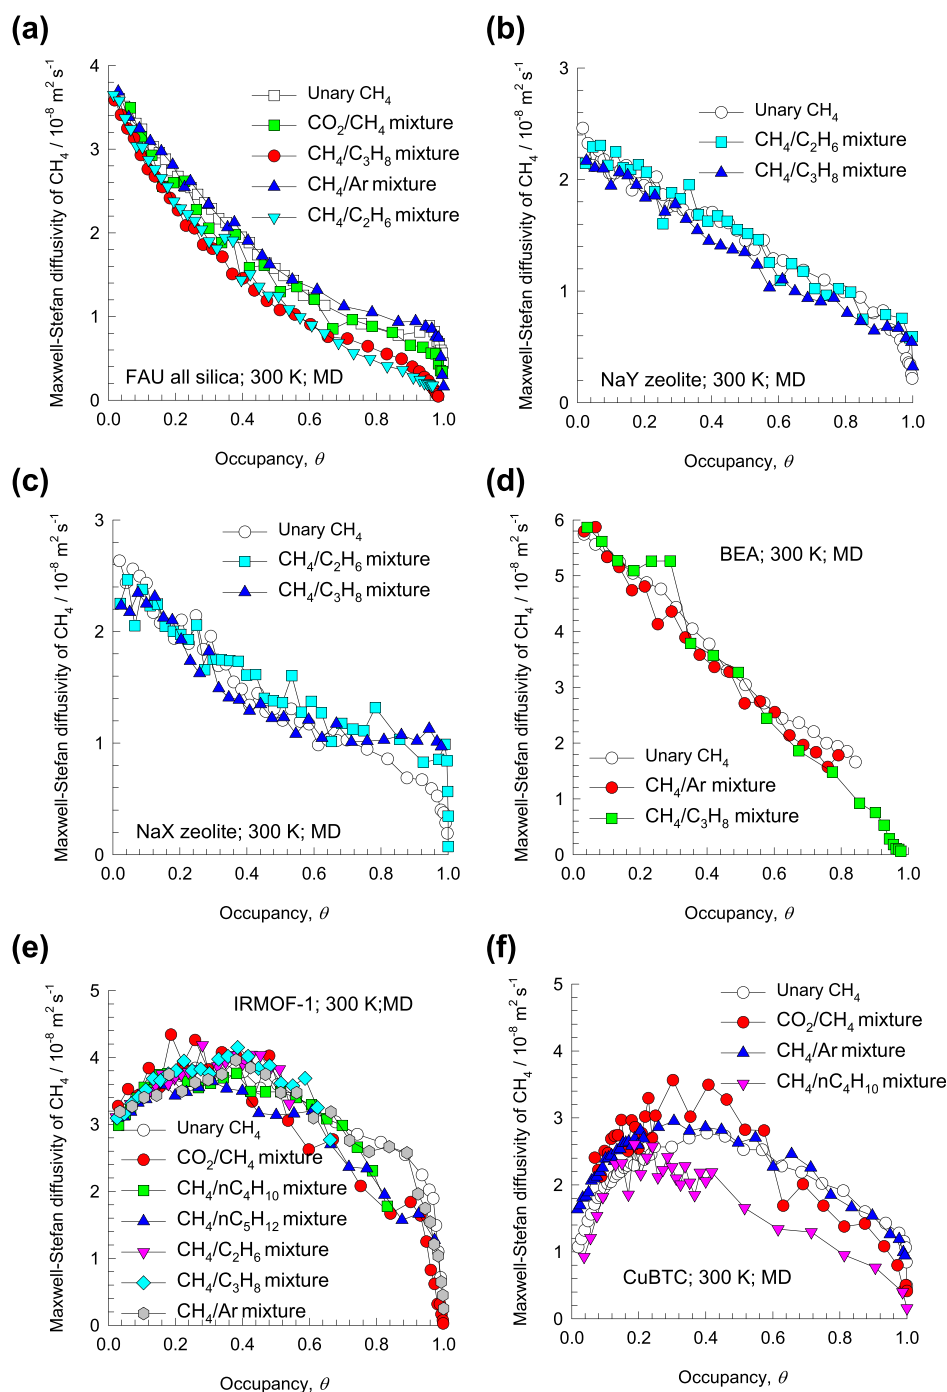 (a)
Maxwell-Stefan diffusivity of CH₄ / 10⁻⁸ m² s⁻¹
4
3
2
1
0
Unary CH₄
CO₂/CH₄ mixture
CH₄/C₃H₈ mixture
CH₄/Ar mixture
CH₄/C₂H₆ mixture
FAU all silica; 300 K; MD
0.0 0.2 0.4 0.6 0.8 1.0
Occupancy, θ
(b)
Maxwell-Stefan diffusivity of CH₄ / 10⁻⁸ m² s⁻¹
3
2
1
0
Unary CH₄
CH₄/C₂H₆ mixture
CH₄/C₃H₈ mixture
NaY zeolite; 300 K; MD
0.0 0.2 0.4 0.6 0.8 1.0
Occupancy, θ
(c)
Maxwell-Stefan diffusivity of CH₄ / 10⁻⁸ m² s⁻¹
3
2
1
0
Unary CH₄
CH₄/C₂H₆ mixture
CH₄/C₃H₈ mixture
NaX zeolite; 300 K; MD
0.0 0.2 0.4 0.6 0.8 1.0
Occupancy, θ
(d)
Maxwell-Stefan diffusivity of CH₄ / 10⁻⁸ m² s⁻¹
6
5
4
3
2
1
0
BEA; 300 K; MD
Unary CH₄
CH₄/Ar mixture
CH₄/C₃H₈ mixture
0.0 0.2 0.4 0.6 0.8 1.0
Occupancy, θ
(e)
Maxwell-Stefan diffusivity of CH₄ / 10⁻⁸ m² s⁻¹
5
4
3
2
1
0
IRMOF-1; 300 K;MD
Unary CH₄
CO₂/CH₄ mixture
CH₄/nC₄H₁₀ mixture
CH₄/nC₅H₁₂ mixture
CH₄/C₂H₆ mixture
CH₄/C₃H₈ mixture
CH₄/Ar mixture
0.0 0.2 0.4 0.6 0.8 1.0
Occupancy, θ
(f)
Maxwell-Stefan diffusivity of CH₄ / 10⁻⁸ m² s⁻¹
5
4
3
2
1
0
Unary CH₄
CO₂/CH₄ mixture
CH₄/Ar mixture
CH₄/nC₄H₁₀ mixture
CuBTC; 300 K; MD
0.0 0.2 0.4 0.6 0.8 1.0
Occupancy, θ